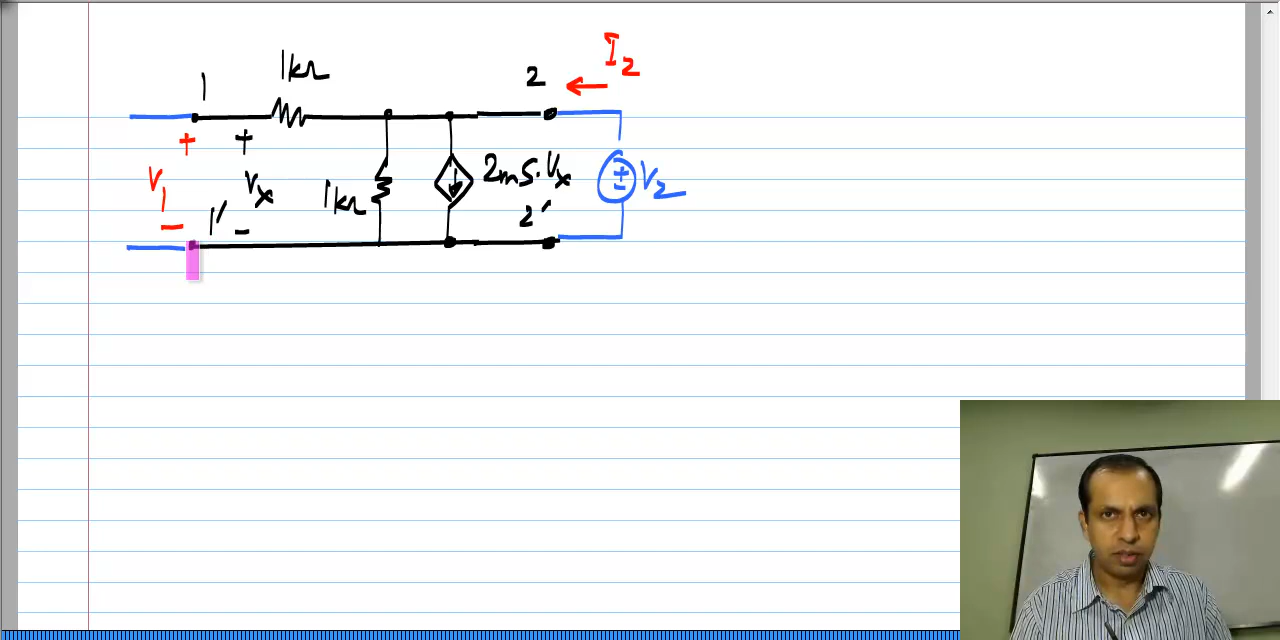 I2
1kΩ
1
2
+
+
V1
Vx
1kΩ
2mS.Vx
+
-
V2
1'
2'
-
-